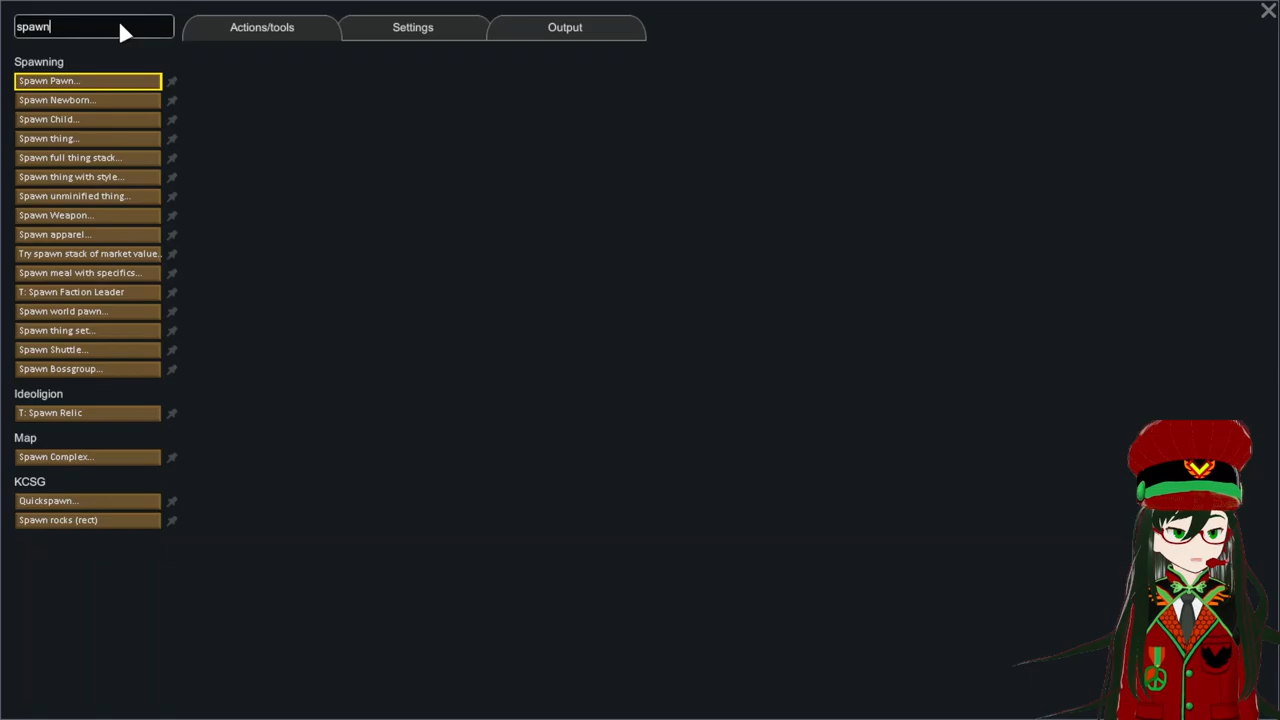 spawn
Actions/tools
Settings
Output
Spawning
Spawn Pawn...
Spawn Newborn...
Spawn Child...
Spawn thing...
Spawn full thing stack...
Spawn thing with style...
Spawn unminified thing...
Spawn Weapon...
Spawn apparel...
Try spawn stack of market value..
Spawn meal with specifics...
T: Spawn Faction Leader
Spawn world pawn...
Spawn thing set...
Spawn Shuttle...
Spawn Bossgroup...
Ideoligion
T: Spawn Relic
Map
Spawn Complex...
KCSG
Quickspawn...
Spawn rocks (rect)